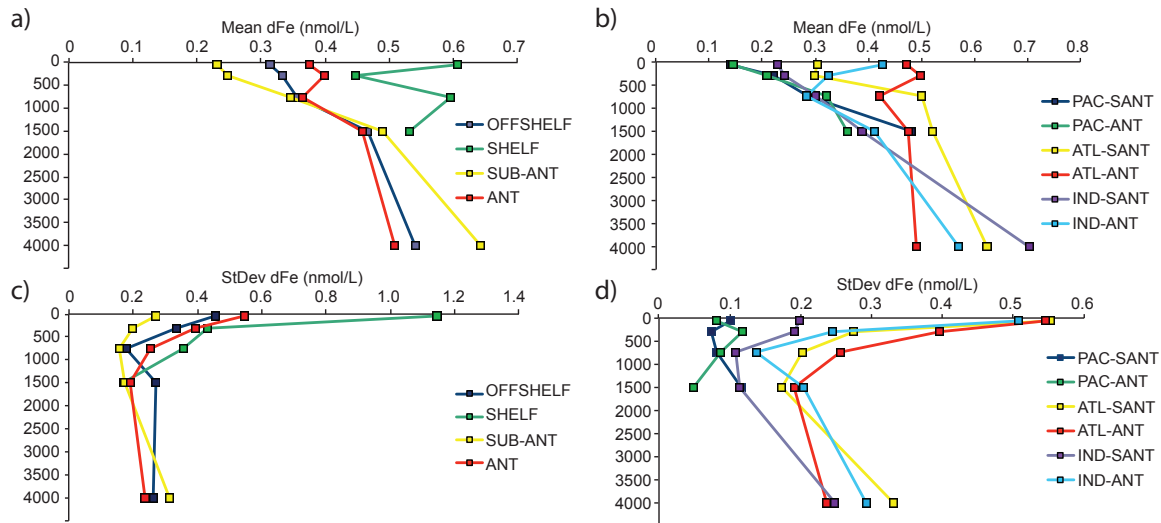 a)
Mean dFe (nmol/L)
0 0.1 0.2 0.3 0.4 0.5 0.6 0.7
0
500
1000
1500
2000
2500
3000
3500
4000
OFFSHELF
SHELF
SUB-ANT
ANT
b)
Mean dFe (nmol/L)
0 0.1 0.2 0.3 0.4 0.5 0.6 0.7 0.8
0
500
1000
1500
2000
2500
3000
3500
4000
PAC-SANT
PAC-ANT
ATL-SANT
ATL-ANT
IND-SANT
IND-ANT
c)
StDev dFe (nmol/L)
0 0.2 0.4 0.6 0.8 1.0 1.2 1.4
0
500
1000
1500
2000
2500
3000
3500
4000
OFFSHELF
SHELF
SUB-ANT
ANT
d)
StDev dFe (nmol/L)
0 0.1 0.2 0.3 0.4 0.5 0.6
0
500
1000
1500
2000
2500
3000
3500
4000
PAC-SANT
PAC-ANT
ATL-SANT
ATL-ANT
IND-SANT
IND-ANT